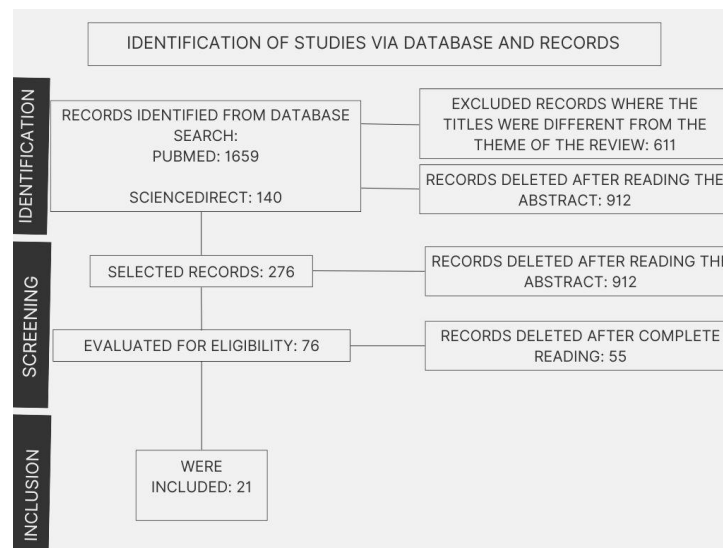 IDENTIFICATION OF STUDIES VIA DATABASE AND RECORDS
IDENTIFICATION
RECORDS IDENTIFIED FROM DATABASE
SEARCH:
PUBMED: 1659
SCIENCEDIRECT: 140
EXCLUDED RECORDS WHERE THE
TITLES WERE DIFFERENT FROM THE
THEME OF THE REVIEW: 611
RECORDS DELETED AFTER READING THE
ABSTRACT: 912
SCREENING
SELECTED RECORDS: 276
RECORDS DELETED AFTER READING THE
ABSTRACT: 912
EVALUATED FOR ELIGIBILITY: 76
RECORDS DELETED AFTER COMPLETE
READING: 55
INCLUSION
WERE
INCLUDED: 21